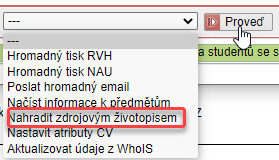 ---
Proveď
---
a studentů se s
Hromadný tisk RVH
Hromadný tisk NAU
Poslat hromadný email
Načíst informace k předmětům
Nahradit zdrojovým životopisem
z
Nastavit atributy CV
Aktualizovat údaje z WhoIS